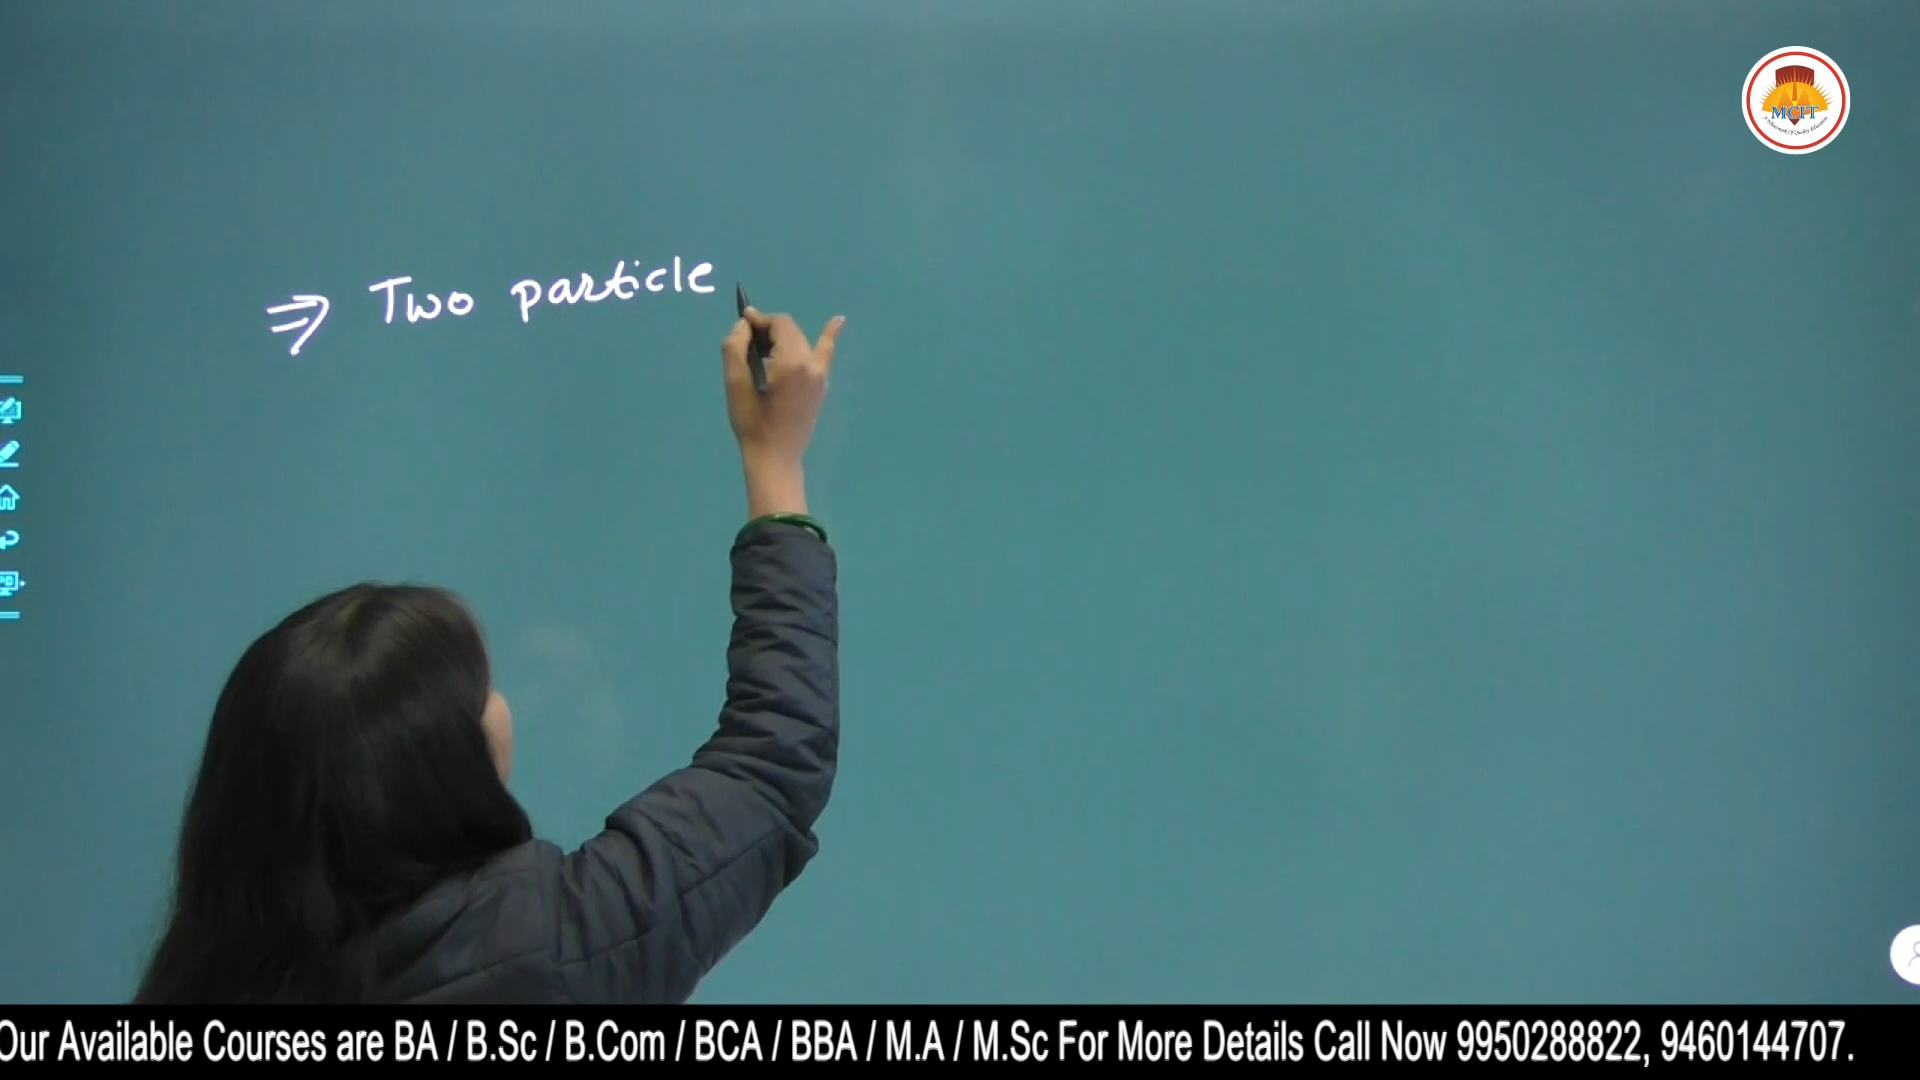 MCIT
⇒ Two particle
Our Available Courses are BA / B.Sc / B.Com / BCA / BBA / M.A / M.Sc For More Details Call Now 9950288822, 9460144707.